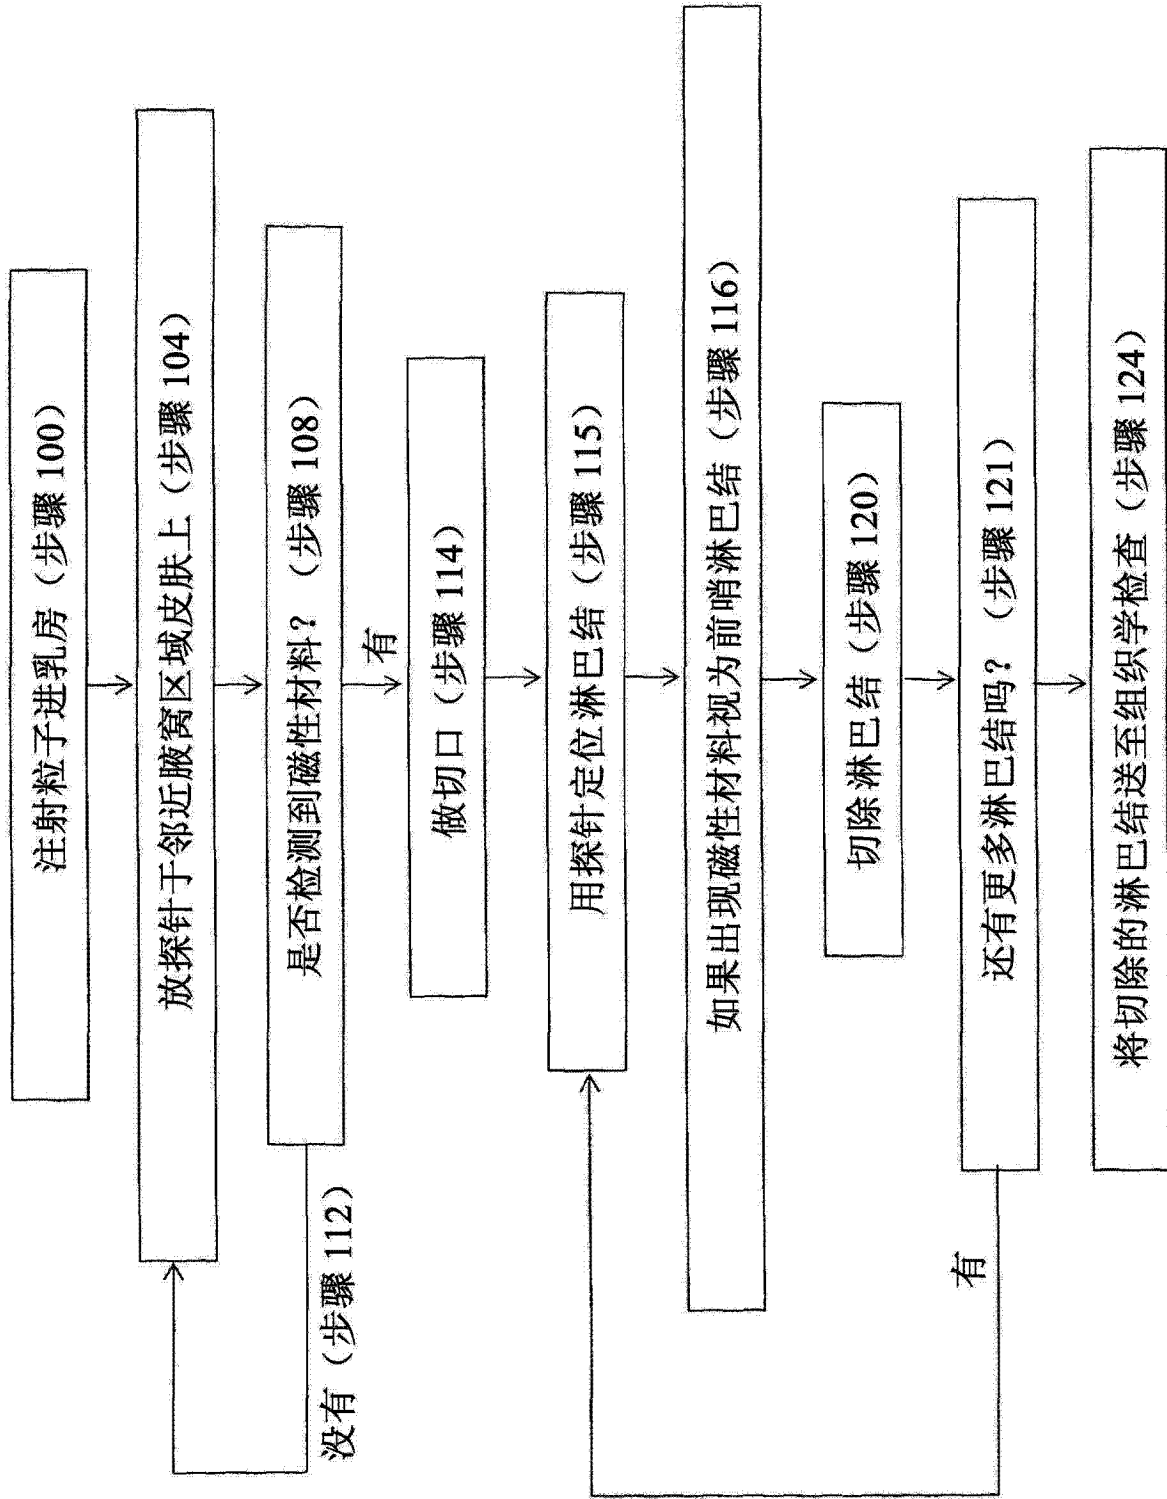 注射粒子进乳房（步骤 100）
放探针于邻近腋窝区域皮肤上（步骤 104）
是否检测到磁性材料？（步骤 108）
没有（步骤 112）
有
做切口（步骤 114）
用探针定位淋巴结（步骤 115）
如果出现磁性材料视为前哨淋巴结（步骤 116）
切除淋巴结（步骤 120）
还有更多淋巴结吗？（步骤 121）
有
将切除的淋巴结送至组织学检查（步骤 124）